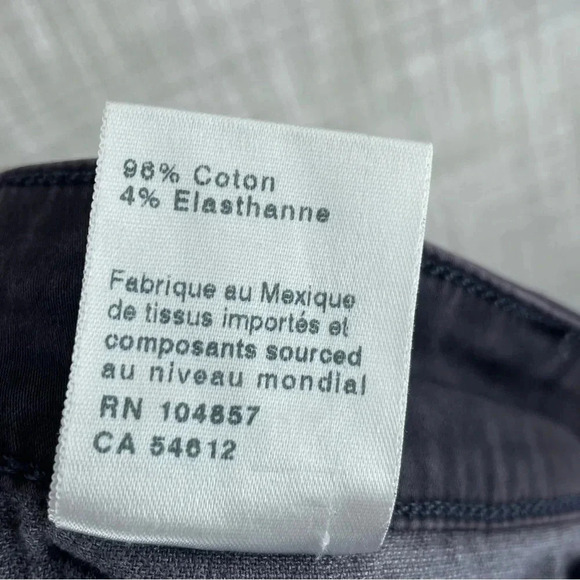 96% Coton
4% Elasthanne
Fabrique au Mexique
de tissus importés et
composants sourced
au niveau mondial
RN 104857
CA 54612